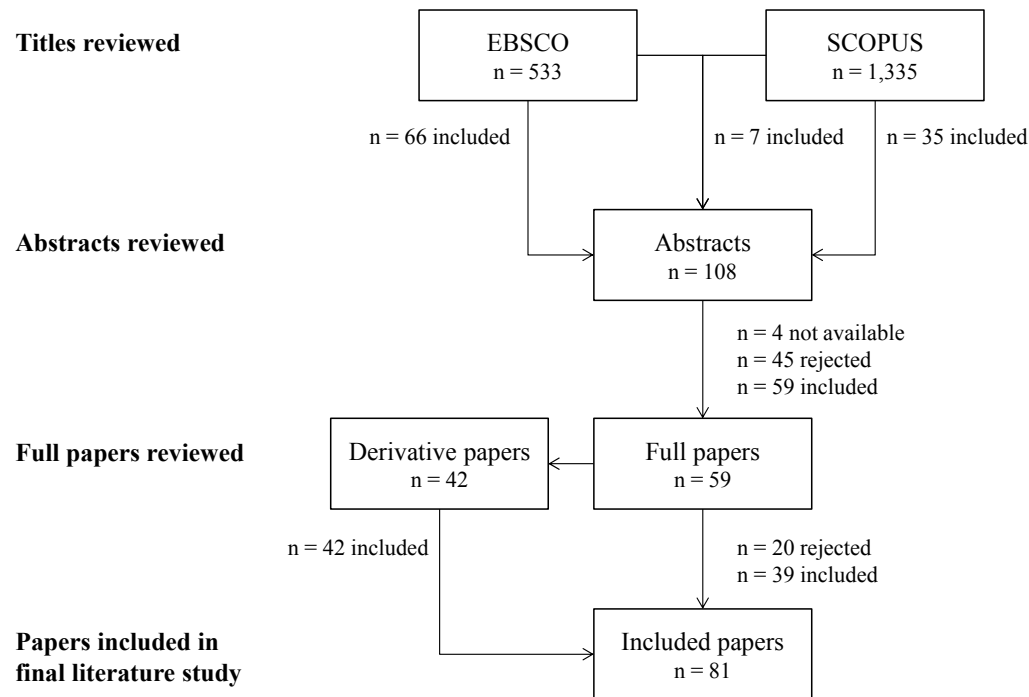 Titles reviewed
EBSCO
n = 533
SCOPUS
n = 1,335
n = 66 included
n = 7 included
n = 35 included
Abstracts reviewed
Abstracts
n = 108
n = 4 not available
n = 45 rejected
n = 59 included
Full papers reviewed
Derivative papers
n = 42
Full papers
n = 59
n = 42 included
n = 20 rejected
n = 39 included
Papers included in
final literature study
Included papers
n = 81